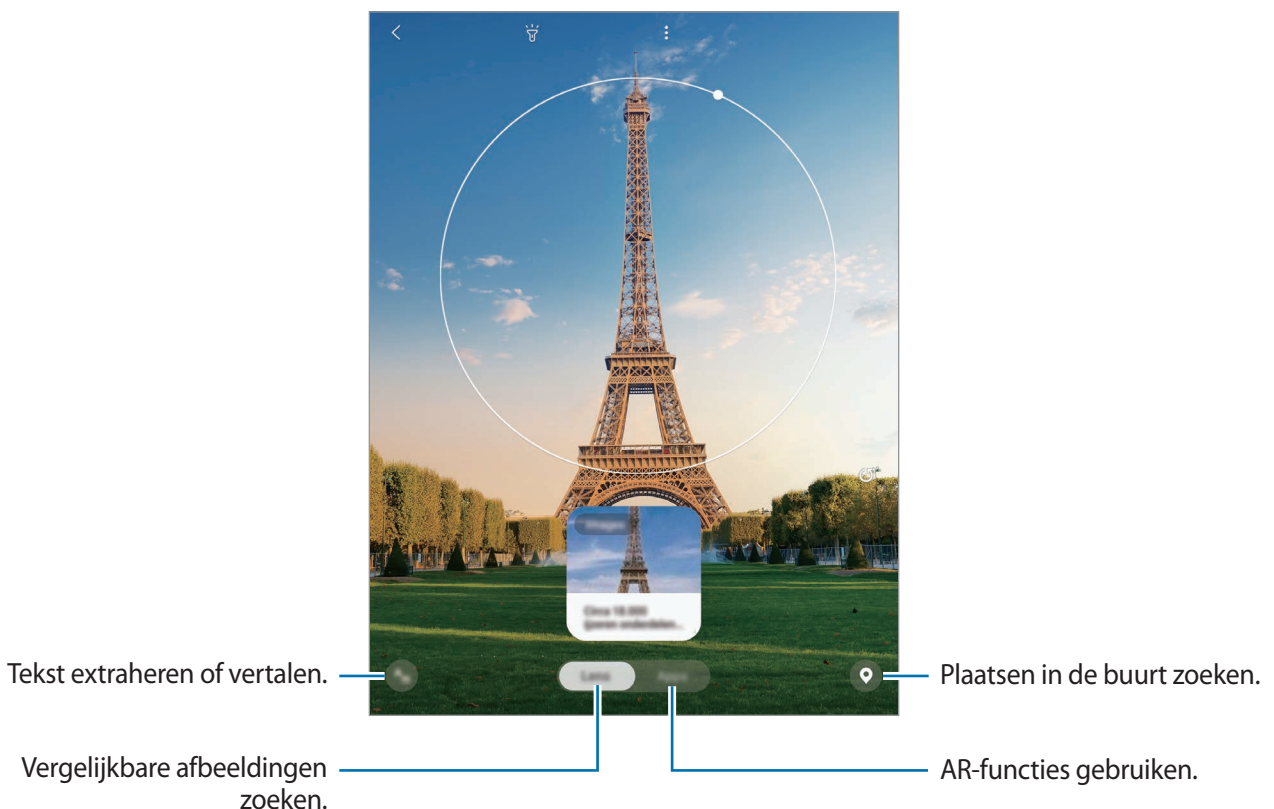 Tekst extraheren of vertalen.
Plaatsen in de buurt zoeken.
Vergelijkbare afbeeldingen
zoeken.
AR-functies gebruiken.